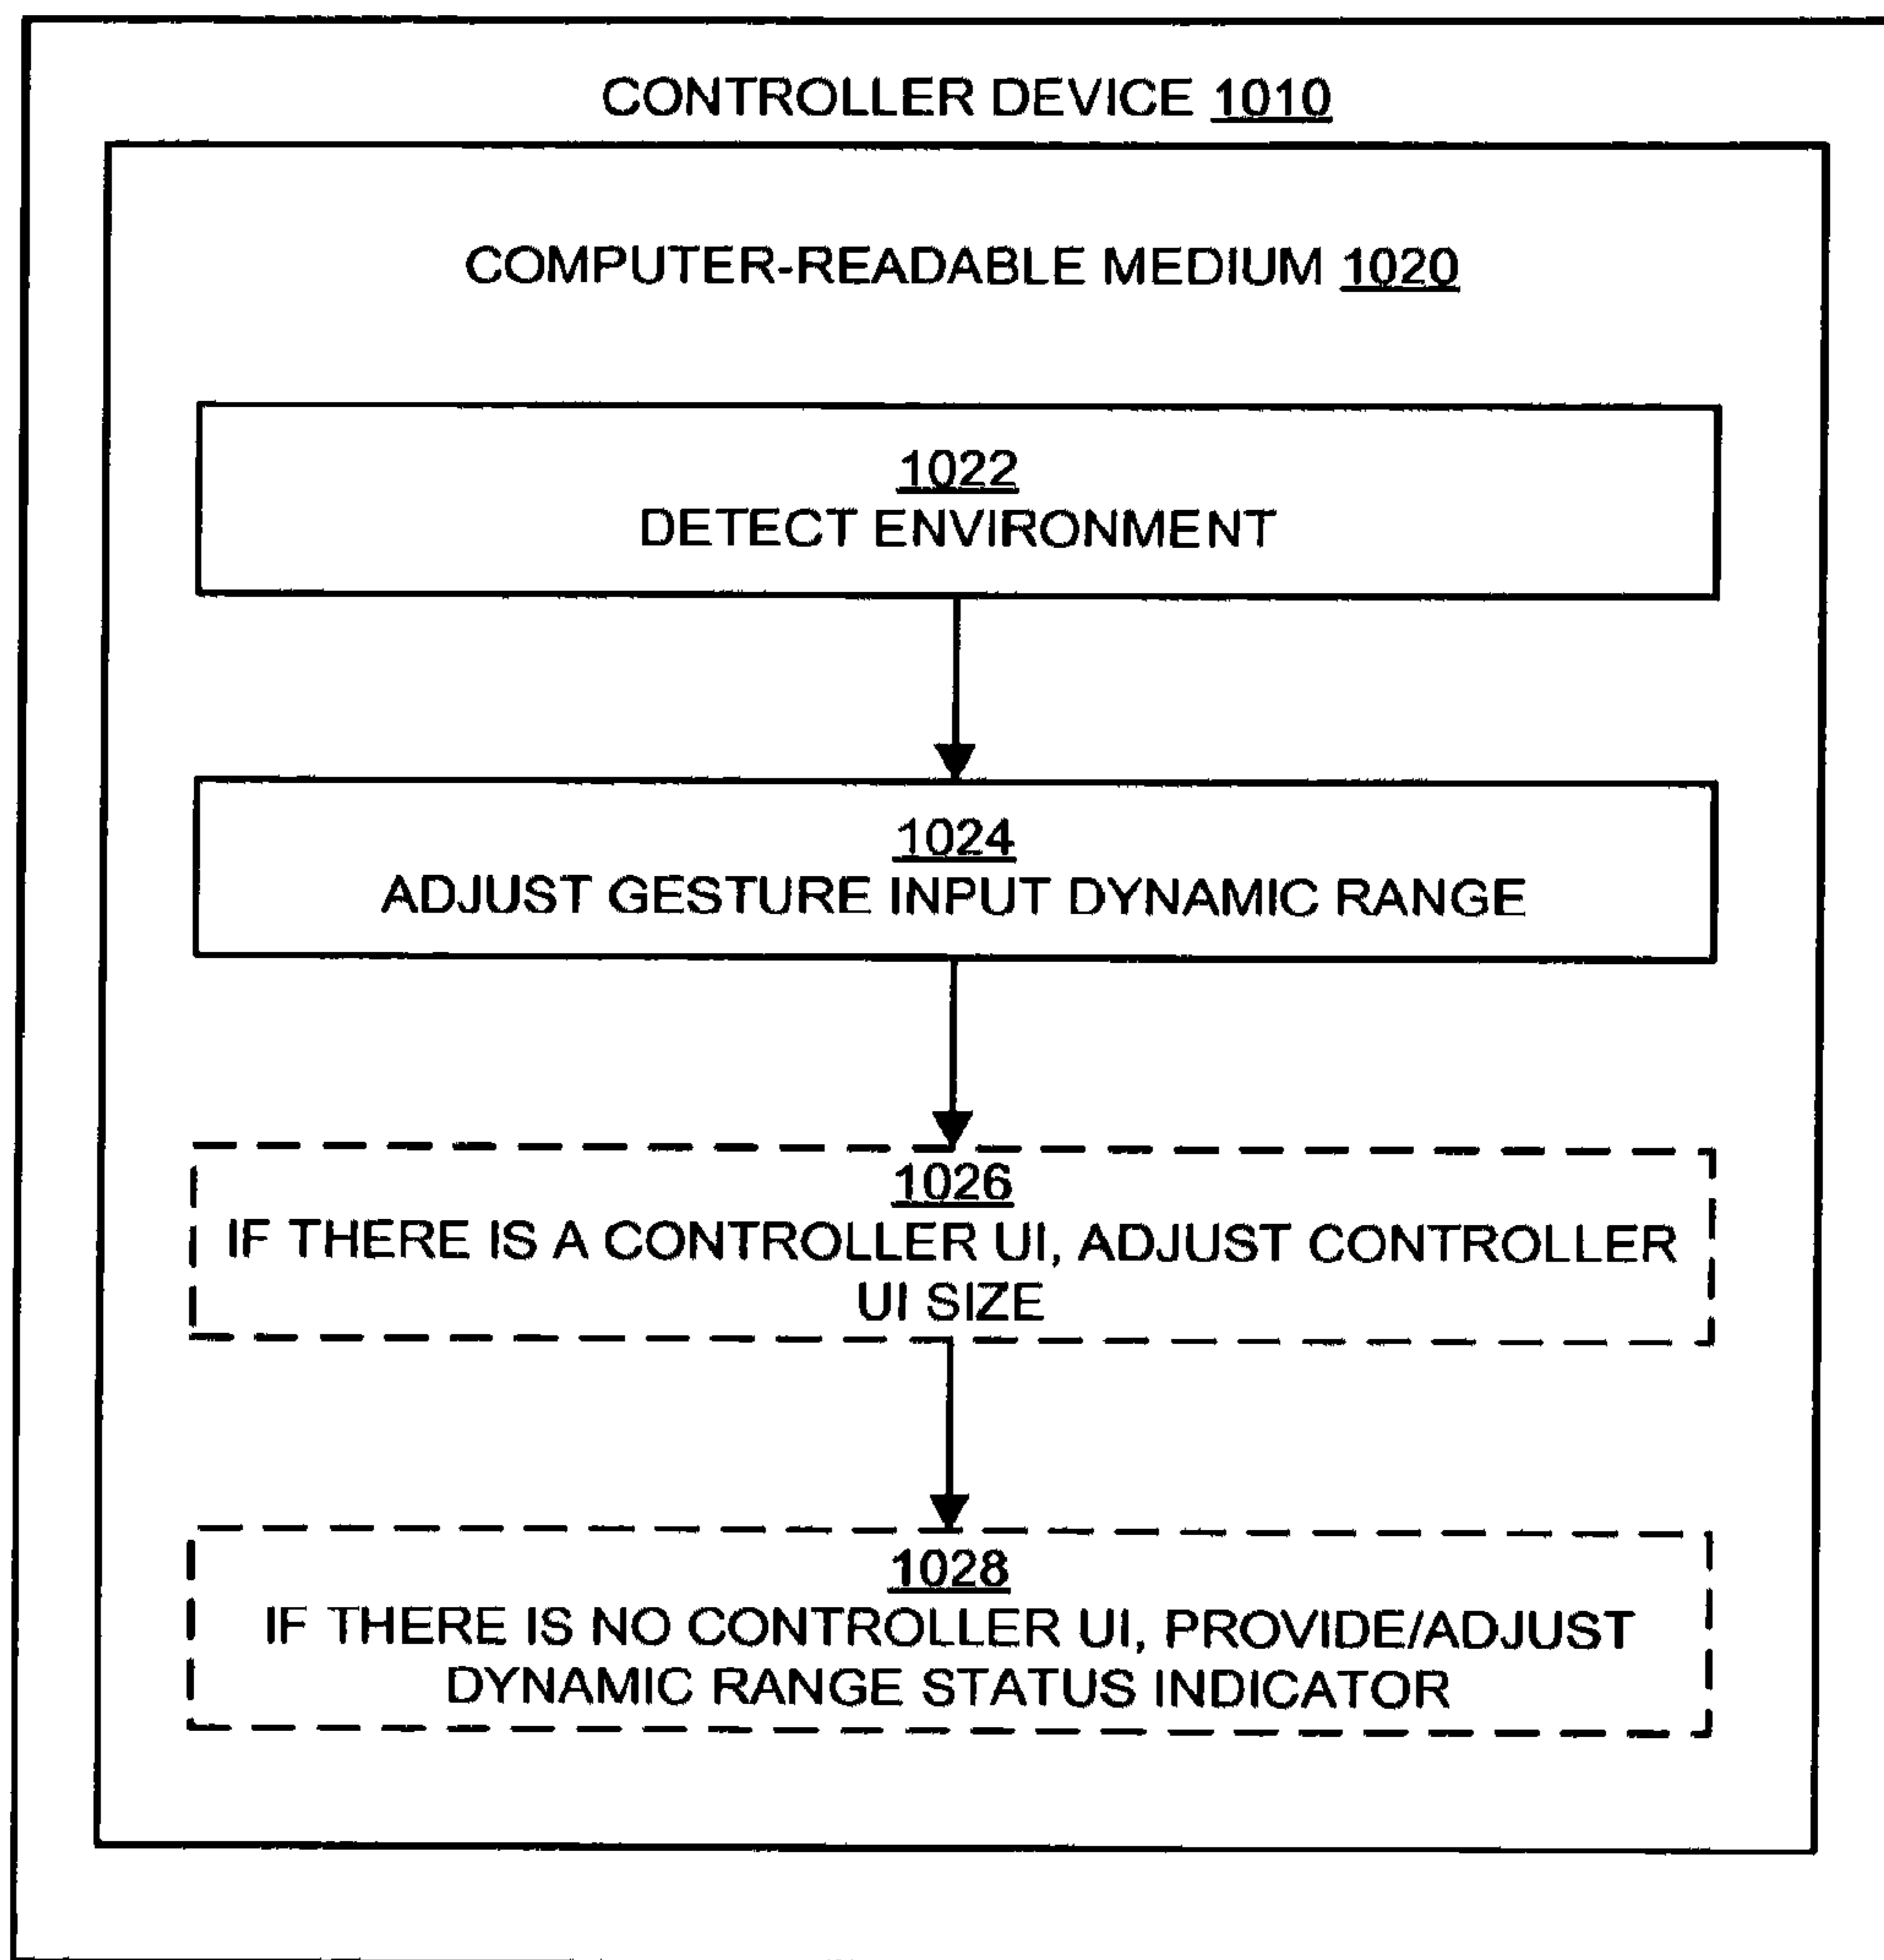 CONTROLLER DEVICE 1010
COMPUTER-READABLE MEDIUM 1020
1022
DETECT ENVIRONMENT
1024
ADJUST GESTURE INPUT DYNAMIC RANGE
1026
IF THERE IS A CONTROLLER UI, ADJUST CONTROLLER
UI SIZE
1028
IF THERE IS NO CONTROLLER UI, PROVIDE/ADJUST
DYNAMIC RANGE STATUS INDICATOR